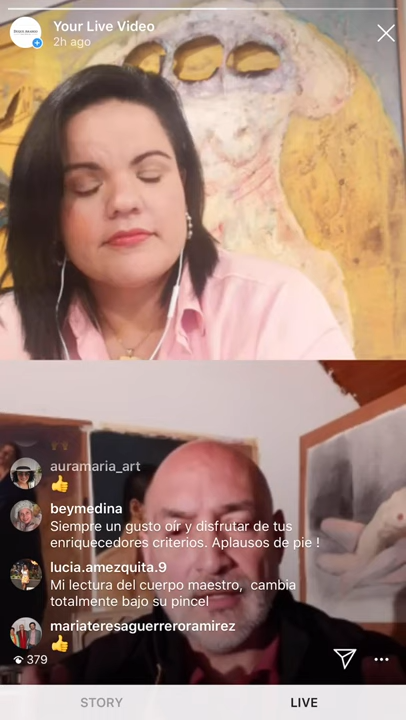 Your Live Video
2h ago
auramaria_art
beymedina
Siempre un gusto oír y disfrutar de tus
enriquecedores criterios. Aplausos de pie !
lucia.amezquita.9
Mi lectura del cuerpo maestro, cambia
totalmente bajo su pincel
mariateresaguerreroramirez
379
STORY
LIVE